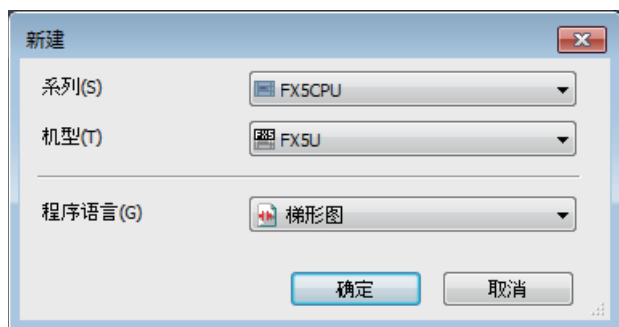 新建
系列(S) FX5CPU
机型(T) FX5U
程序语言(G) 梯形图
确定 取消